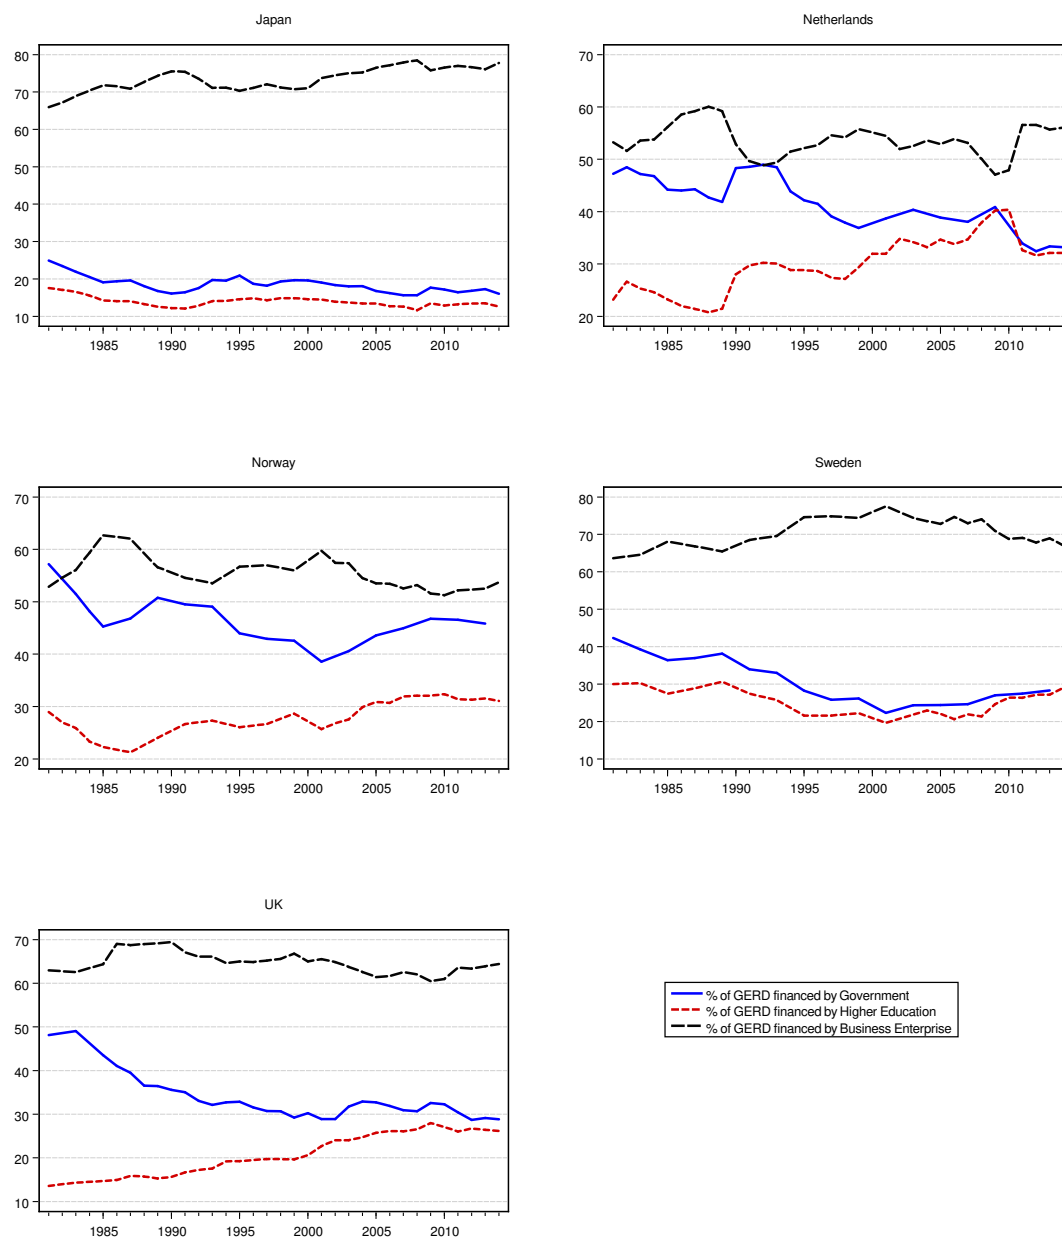 Japan
80
70
60
50
40
30
20
10
1985 1990 1995 2000 2005 2010
Netherlands
70
60
50
40
30
20
1985 1990 1995 2000 2005 2010
Norway
70
60
50
40
30
20
1985 1990 1995 2000 2005 2010
Sweden
80
70
60
50
40
30
20
10
1985 1990 1995 2000 2005 2010
UK
70
60
50
40
30
20
10
1985 1990 1995 2000 2005 2010
% of GERD financed by Government
% of GERD financed by Higher Education
% of GERD financed by Business Enterprise